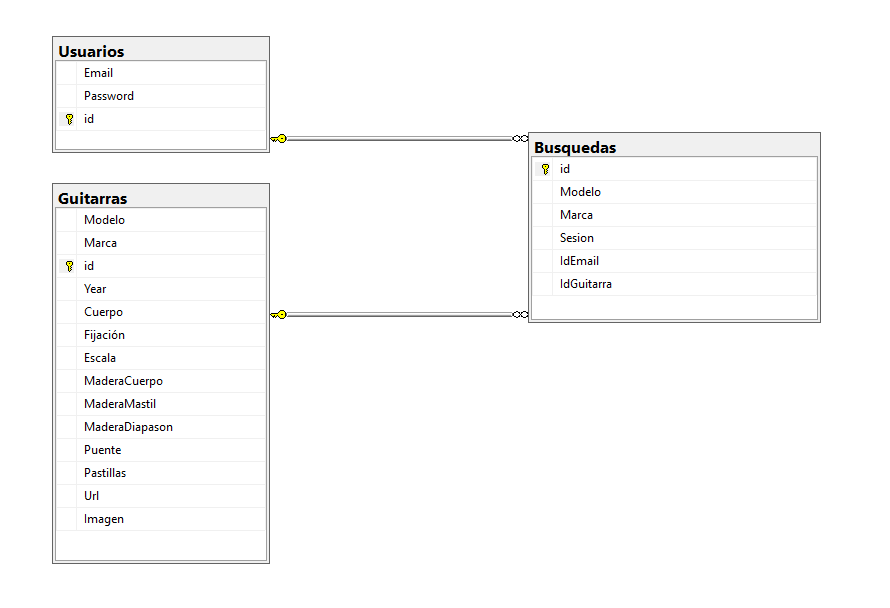 Usuarios
Email
Password
id
Guitarras
Modelo
Marca
id
Year
Cuerpo
Fijación
Escala
MaderaCuerpo
MaderaMastil
MaderaDiapason
Puente
Pastillas
Url
Imagen
Busquedas
id
Modelo
Marca
Sesion
IdEmail
IdGuitarra